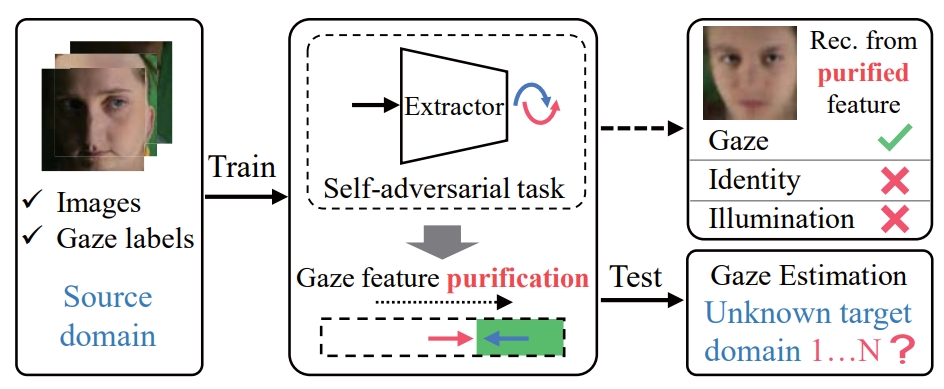 ✓ Images
✓ Gaze labels
Source
domain
Train
Extractor
Self-adversarial task
Gaze feature purification
Test
Rec. from
purified
feature
Gaze
Identity
Illumination
Gaze Estimation
Unknown target
domain 1...N ?